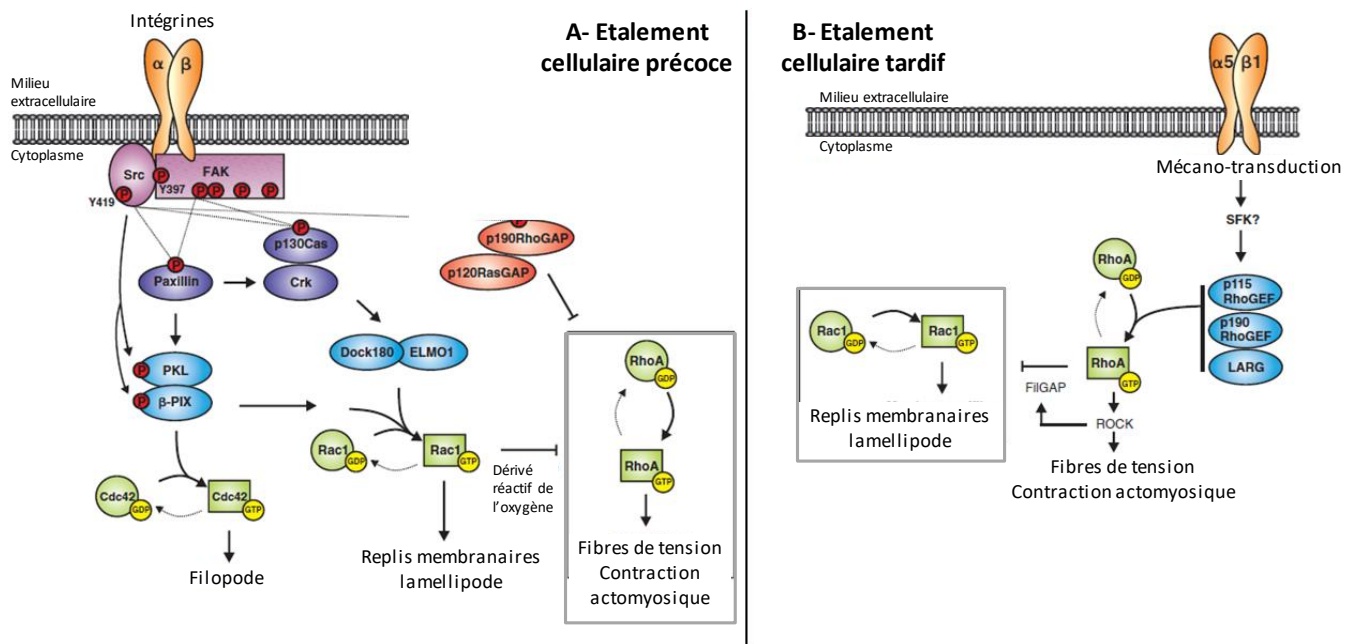 Intégrines
A- Etalement
cellulaire précoce
α β
Milieu
extracellulaire
Cytoplasme
Src
P
FAK
Y397
P
Y419
P P P P
P
p130Cas
Crk
P
Paxillin
P
p190RhoGAP
p120RasGAP
Dock180 ELMO1
P PKL
P β-PIX
RhoA
GDP
Rac1
GDP
Rac1
GTP
Dérivé
réactif de
l'oxygène
RhoA
GTP
Cdc42
GDP
Cdc42
GTP
Filopode
Replis membranaires
lamellipode
Fibres de tension
Contraction
actomyosique
B- Etalement
cellulaire tardif
α5 β1
Milieu extracellulaire
Cytoplasme
Mécano-transduction
SFK?
RhoA
GDP
p115
RhoGEF
p190
RhoGEF
LARG
Rac1
GDP
Rac1
GTP
RhoA
GTP
FilGAP
ROCK
Replis membranaires
lamellipode
Fibres de tension
Contraction actomyosique